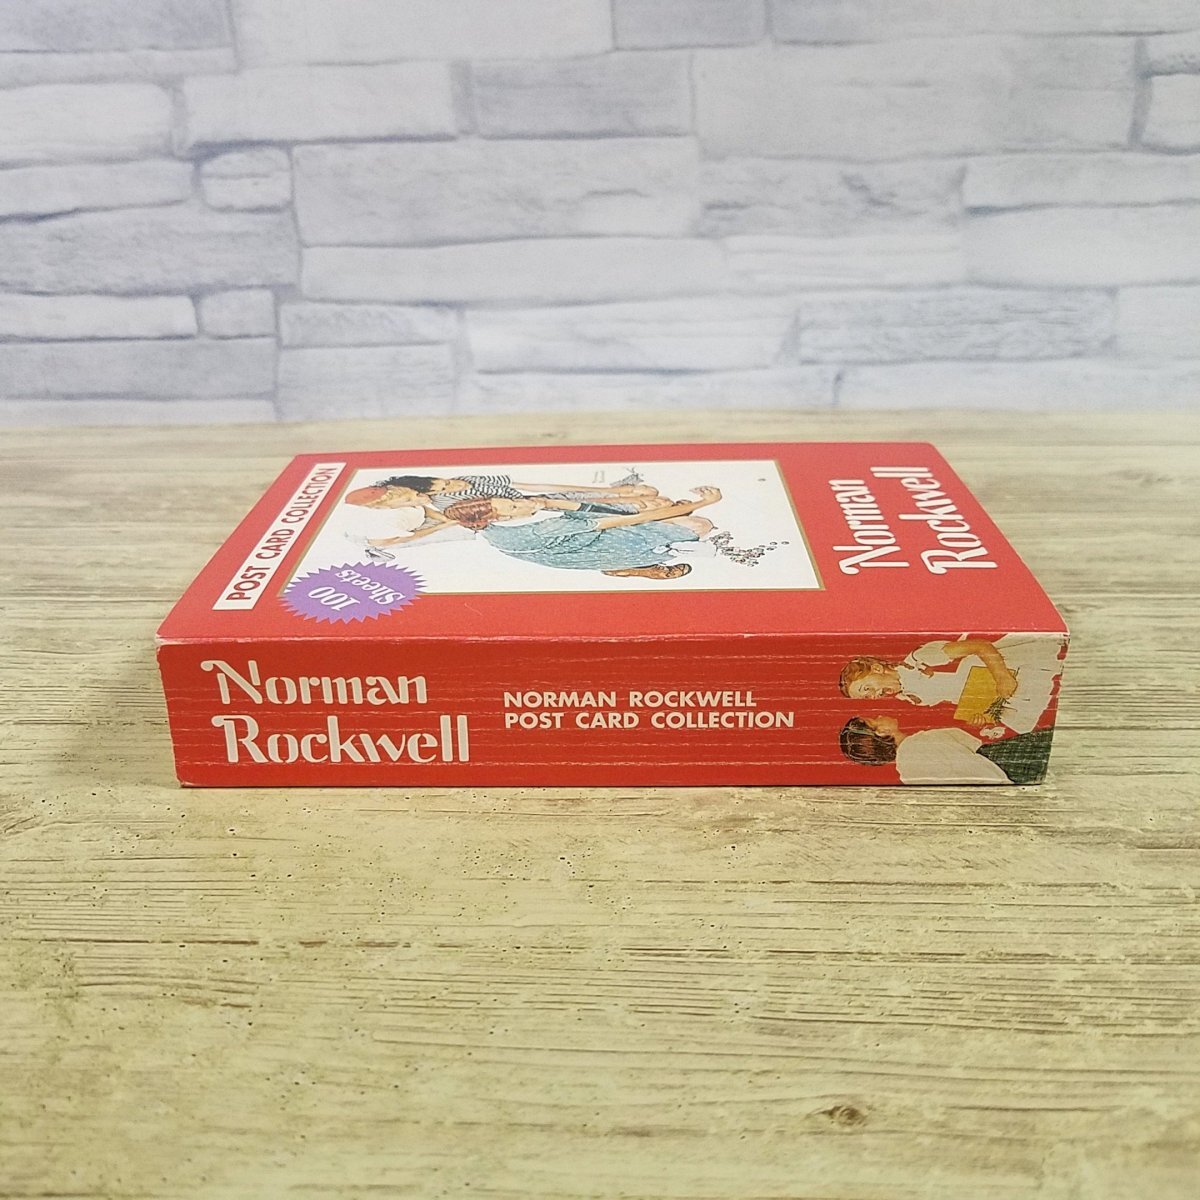 Norman
Rockwell
POST CARD COLLECTION
100
Sheets
Norman
Rockwell
NORMAN ROCKWELL
POST CARD COLLECTION